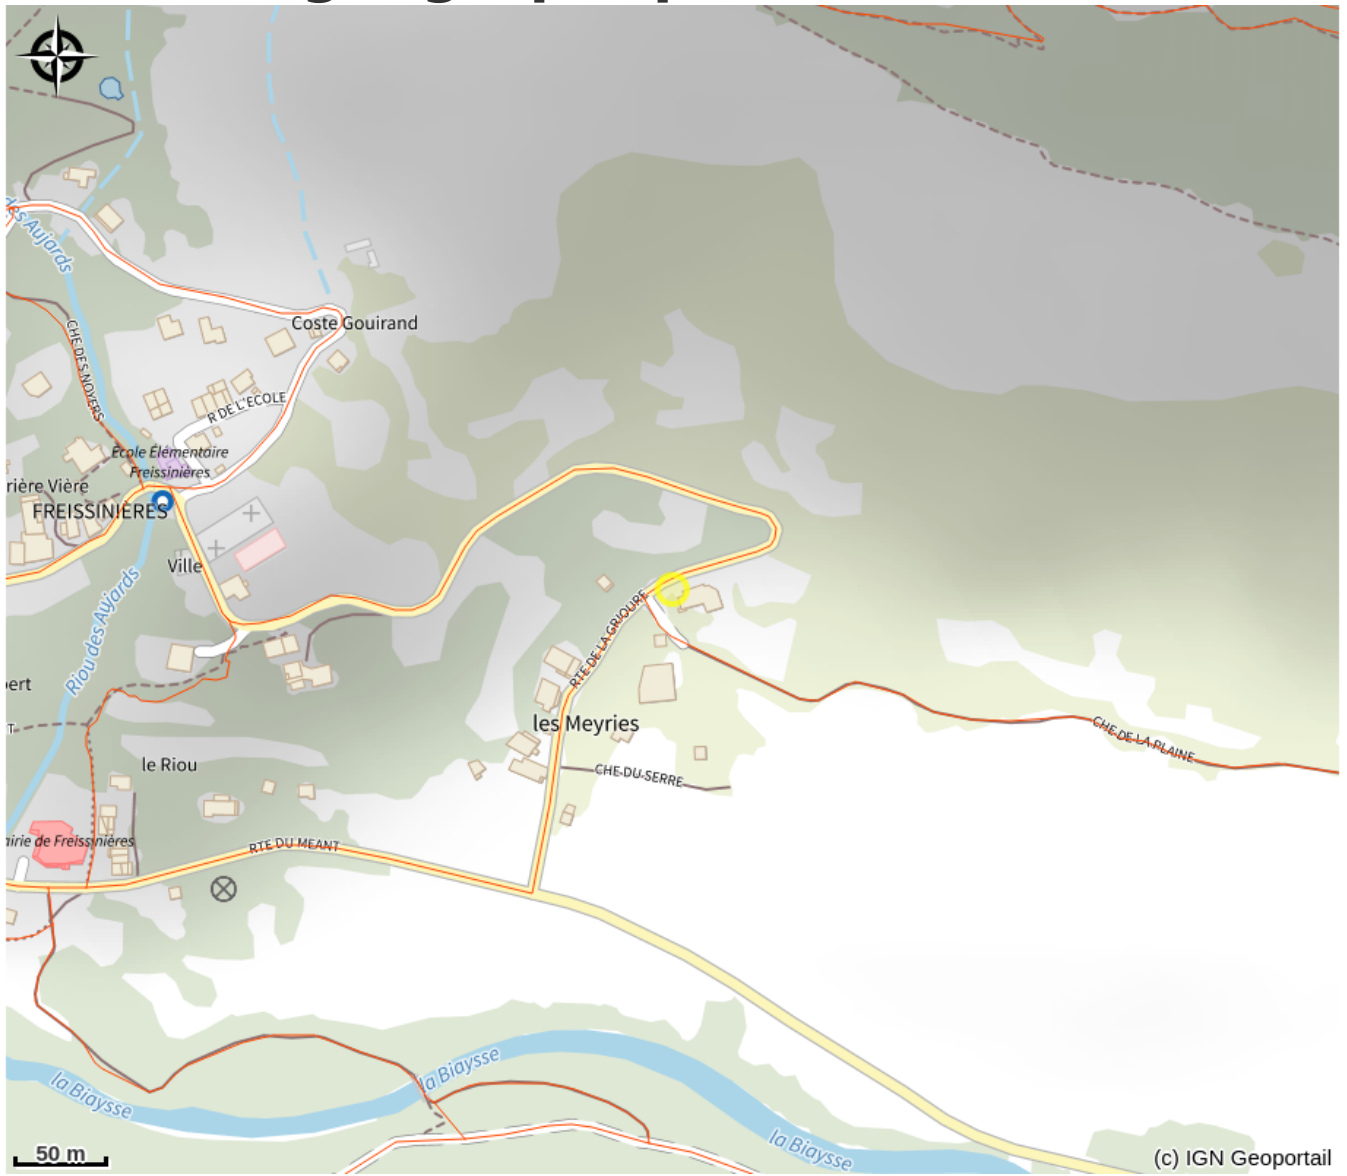 des Aujards
Coste Gouirand
CHE DES NOYERS
R DE L'ECOLE
École Élémentaire
Freissinières
rière Vière
FREISSINIÈRES
Ville
Riou des Aujards
RTE DE LA GRIOURE
ert
T
les Meyries
CHE DE LA PLAINE
le Riou
CHE DU SERRE
airie de Freissinières
RTE DU MEANT
la Biaysse
la Biaysse
la Biaysse
50 m
(c) IGN Geoportail